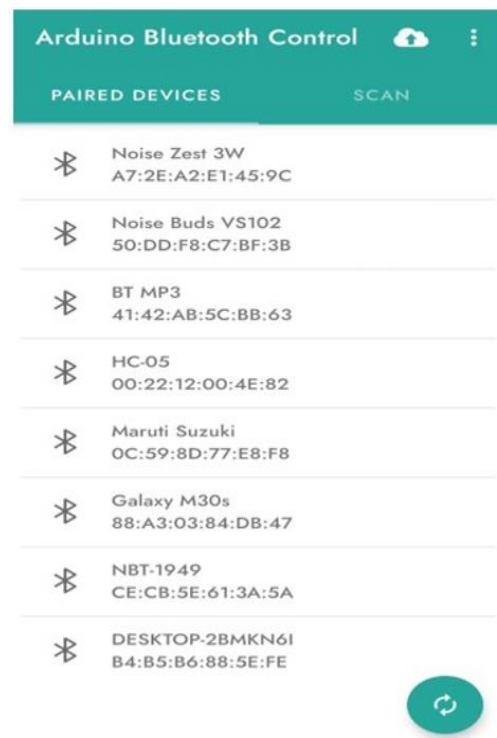 Arduino Bluetooth Control
PAIRED DEVICES SCAN
Noise Zest 3W
A7:2E:A2:E1:45:9C
Noise Buds VS102
50:DD:F8:C7:BF:3B
BT MP3
41:42:AB:5C:BB:63
HC-05
00:22:12:00:4E:82
Maruti Suzuki
0C:59:8D:77:E8:F8
Galaxy M30s
88:A3:03:84:DB:47
NBT-1949
CE:CB:5E:61:3A:5A
DESKTOP-2BMKN6I
B4:B5:B6:88:5E:FE